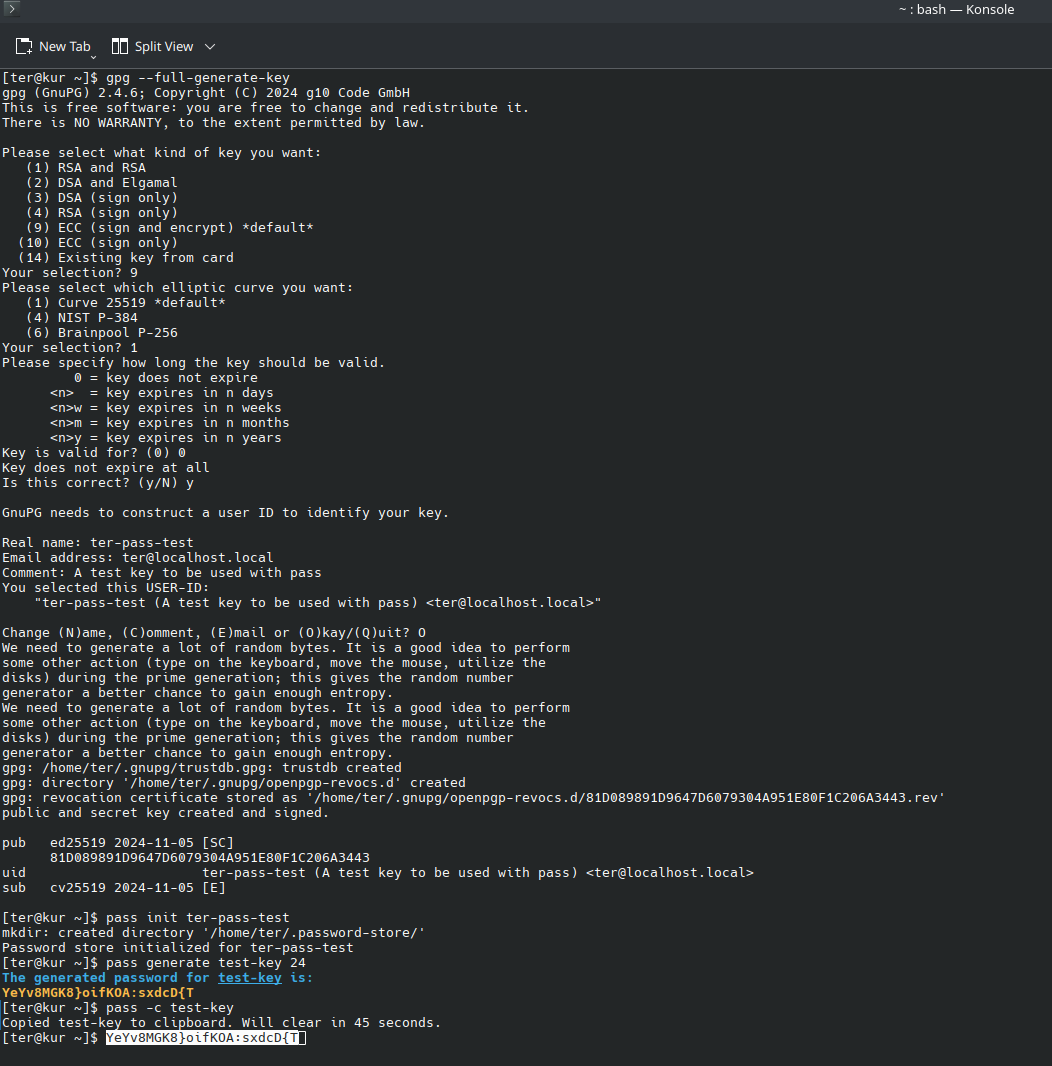 ~ : bash — Konsole
New Tab Split View
[ter@kur ~]$ gpg --full-generate-key
gpg (GnuPG) 2.4.6; Copyright (C) 2024 g10 Code GmbH
This is free software: you are free to change and redistribute it.
There is NO WARRANTY, to the extent permitted by law.

Please select what kind of key you want:
   (1) RSA and RSA
   (2) DSA and Elgamal
   (3) DSA (sign only)
   (4) RSA (sign only)
   (9) ECC (sign and encrypt) *default*
  (10) ECC (sign only)
  (14) Existing key from card
Your selection? 9
Please select which elliptic curve you want:
   (1) Curve 25519 *default*
   (4) NIST P-384
   (6) Brainpool P-256
Your selection? 1
Please specify how long the key should be valid.
         0 = key does not expire
      <n>  = key expires in n days
      <n>w = key expires in n weeks
      <n>m = key expires in n months
      <n>y = key expires in n years
Key is valid for? (0) 0
Key does not expire at all
Is this correct? (y/N) y

GnuPG needs to construct a user ID to identify your key.

Real name: ter-pass-test
Email address: ter@localhost.local
Comment: A test key to be used with pass
You selected this USER-ID:
    "ter-pass-test (A test key to be used with pass) <ter@localhost.local>"

Change (N)ame, (C)omment, (E)mail or (O)kay/(Q)uit? O
We need to generate a lot of random bytes. It is a good idea to perform
some other action (type on the keyboard, move the mouse, utilize the
disks) during the prime generation; this gives the random number
generator a better chance to gain enough entropy.
We need to generate a lot of random bytes. It is a good idea to perform
some other action (type on the keyboard, move the mouse, utilize the
disks) during the prime generation; this gives the random number
generator a better chance to gain enough entropy.
gpg: /home/ter/.gnupg/trustdb.gpg: trustdb created
gpg: directory '/home/ter/.gnupg/openpgp-revocs.d' created
gpg: revocation certificate stored as '/home/ter/.gnupg/openpgp-revocs.d/81D089891D9647D6079304A951E80F1C206A3443.rev'
public and secret key created and signed.

pub   ed25519 2024-11-05 [SC]
      81D089891D9647D6079304A951E80F1C206A3443
uid                      ter-pass-test (A test key to be used with pass) <ter@localhost.local>
sub   cv25519 2024-11-05 [E]

[ter@kur ~]$ pass init ter-pass-test
mkdir: created directory '/home/ter/.password-store/'
Password store initialized for ter-pass-test
[ter@kur ~]$ pass generate test-key 24
The generated password for test-key is:
YeYv8MGK8}oifKOA:sxdcD{T
[ter@kur ~]$ pass -c test-key
Copied test-key to clipboard. Will clear in 45 seconds.
[ter@kur ~]$ YeYv8MGK8}oifKOA:sxdcD{T